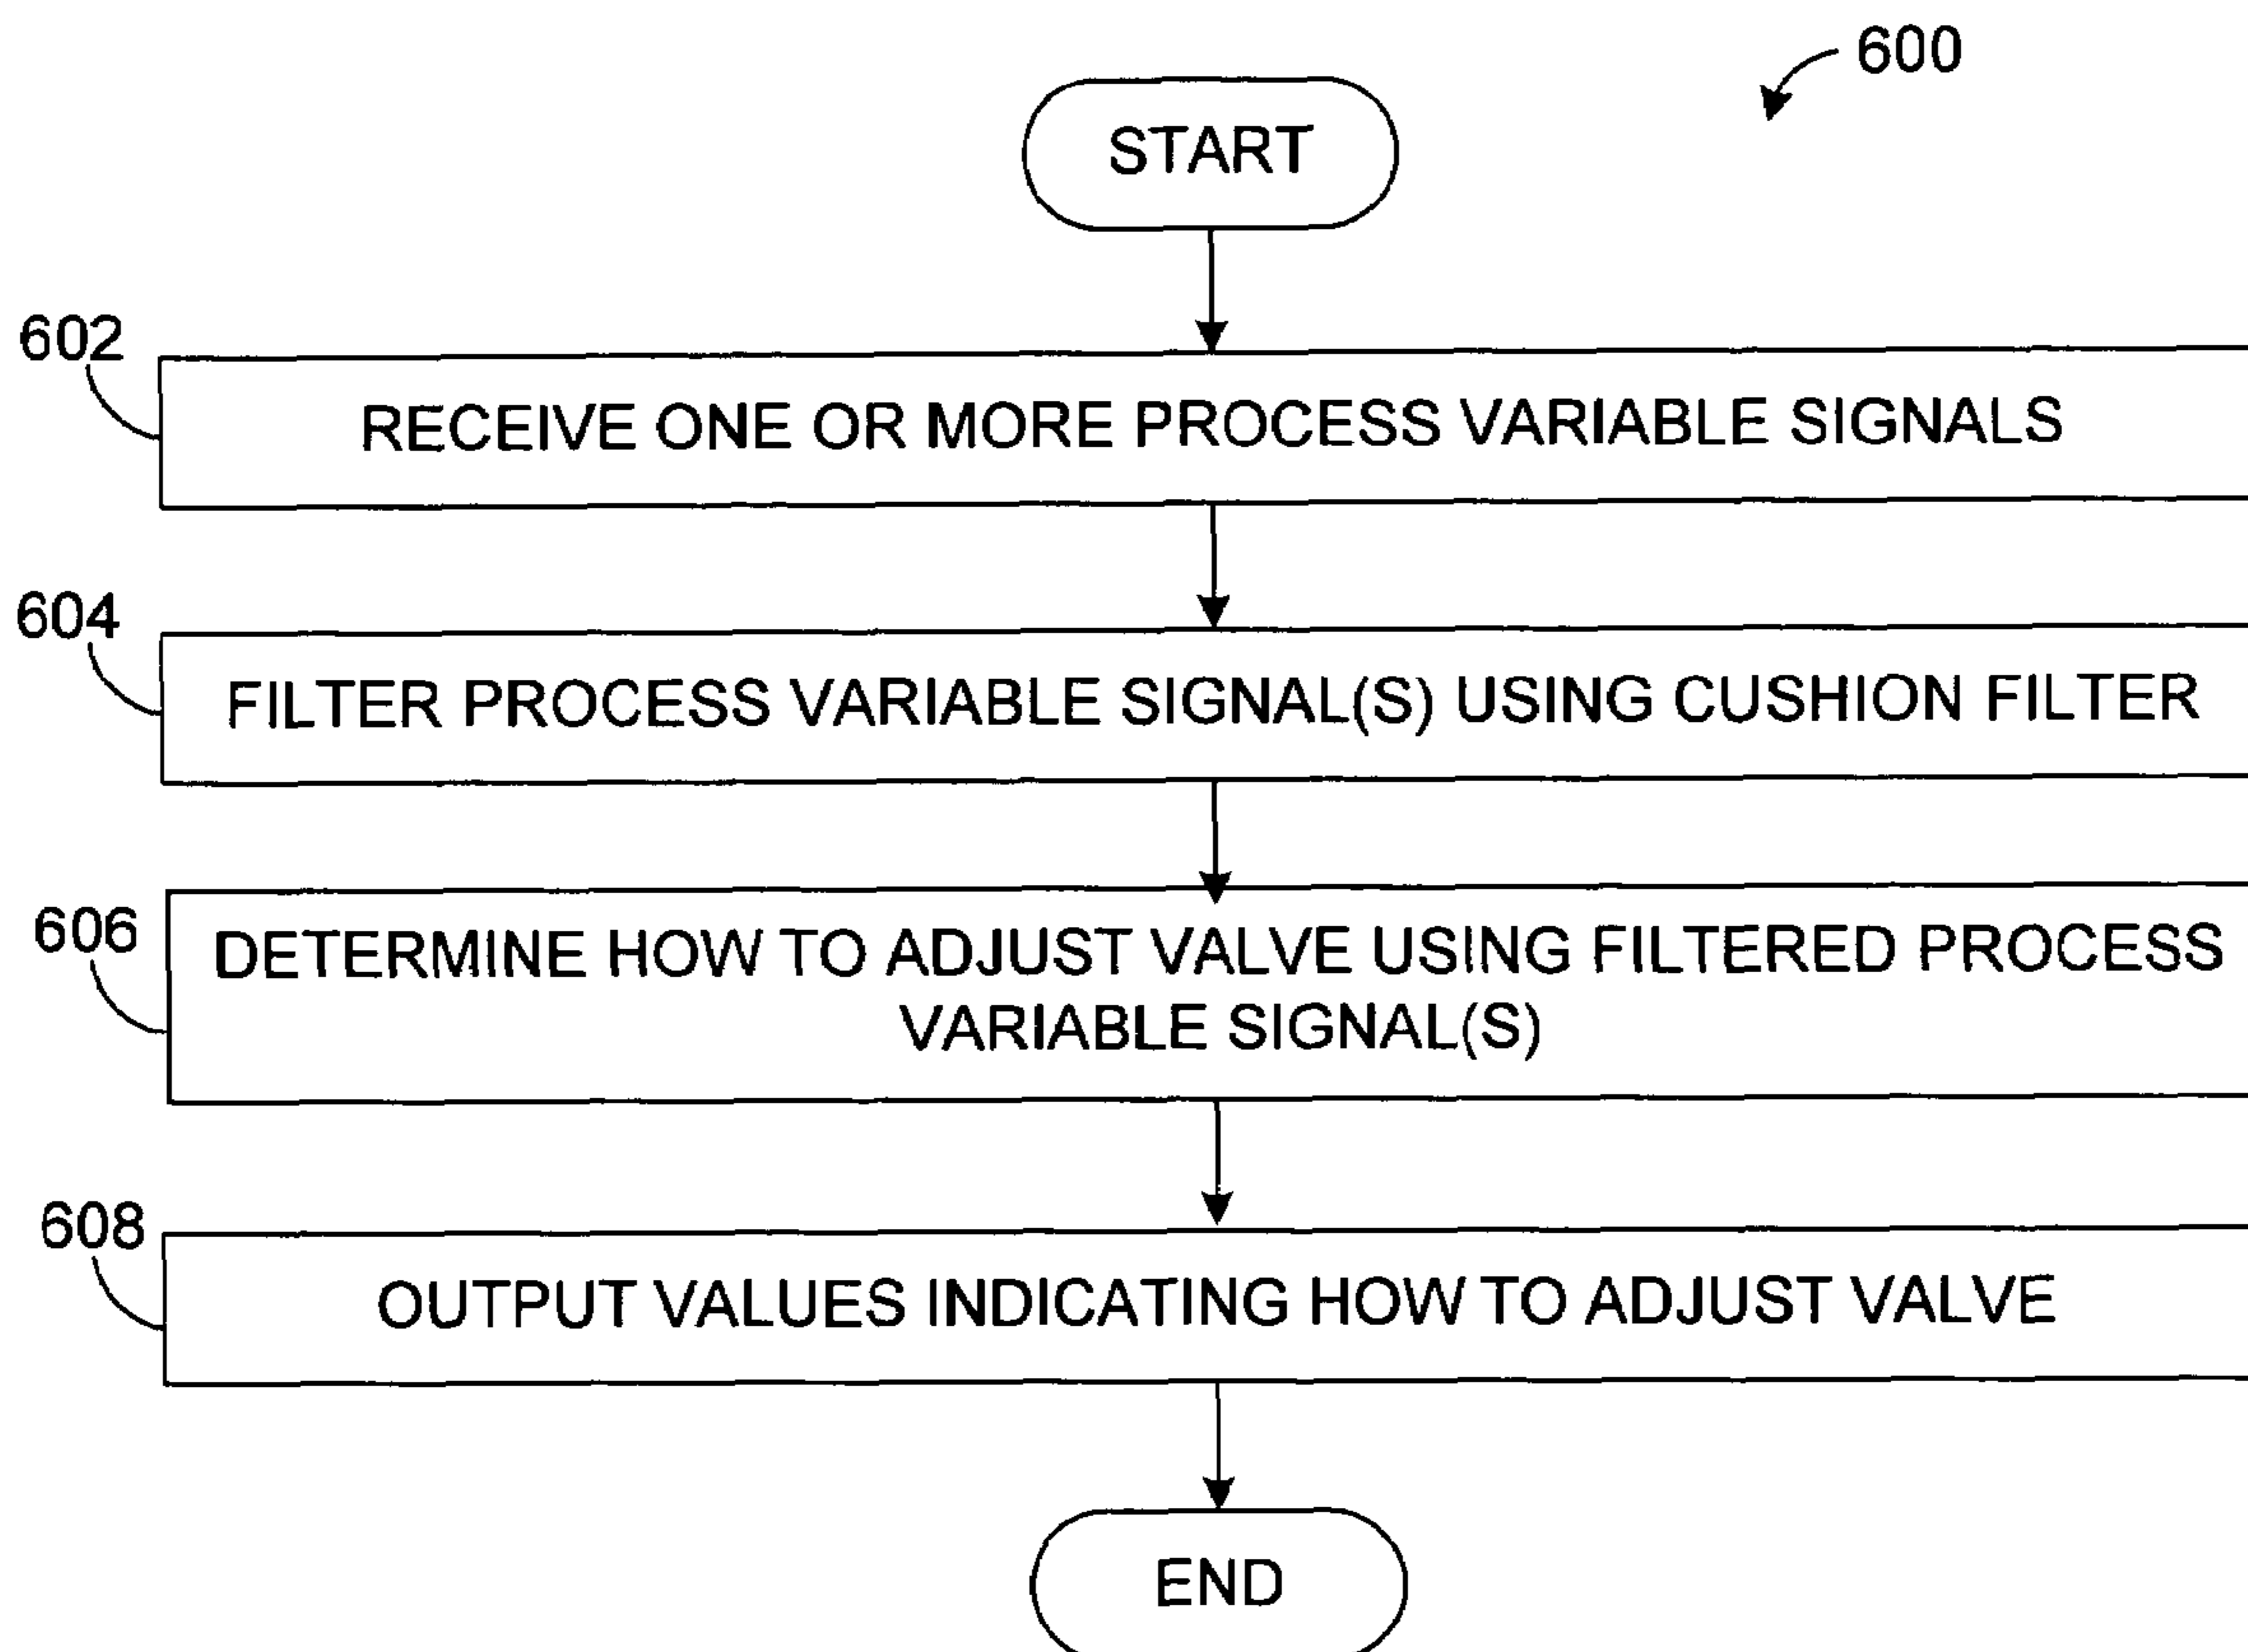 600
START
602
RECEIVE ONE OR MORE PROCESS VARIABLE SIGNALS
604
FILTER PROCESS VARIABLE SIGNAL(S) USING CUSHION FILTER
606
DETERMINE HOW TO ADJUST VALVE USING FILTERED PROCESS
VARIABLE SIGNAL(S)
608
OUTPUT VALUES INDICATING HOW TO ADJUST VALVE
END